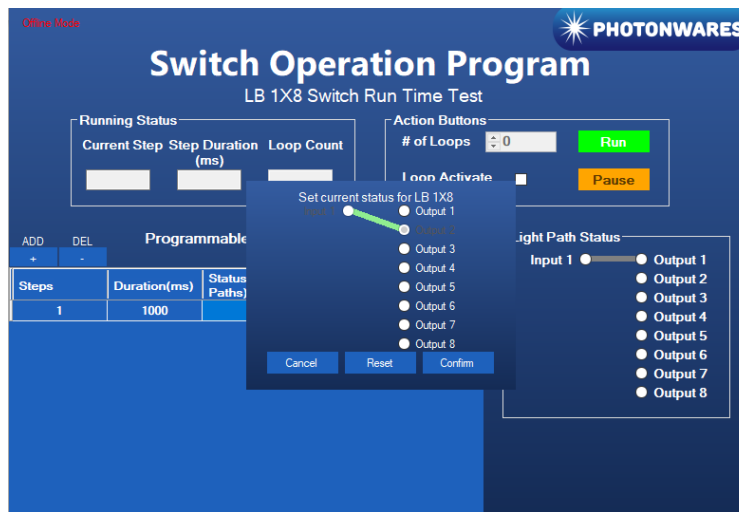 Offline Mode
PHOTONWARES
Switch Operation Program
LB 1X8 Switch Run Time Test
Running Status
Current Step Step Duration (ms) Loop Count
Action Buttons
# of Loops 0 Run
Loop Activate Pause
Set current status for LB 1X8
Input 1 Output 1
Output 2
Output 3
Output 4
Output 5
Output 6
Output 7
Output 8
Cancel Reset Confirm
ADD DEL Programmable
+ -
Steps Duration(ms) Status Paths)
1 1000
Light Path Status
Input 1 Output 1
Output 2
Output 3
Output 4
Output 5
Output 6
Output 7
Output 8